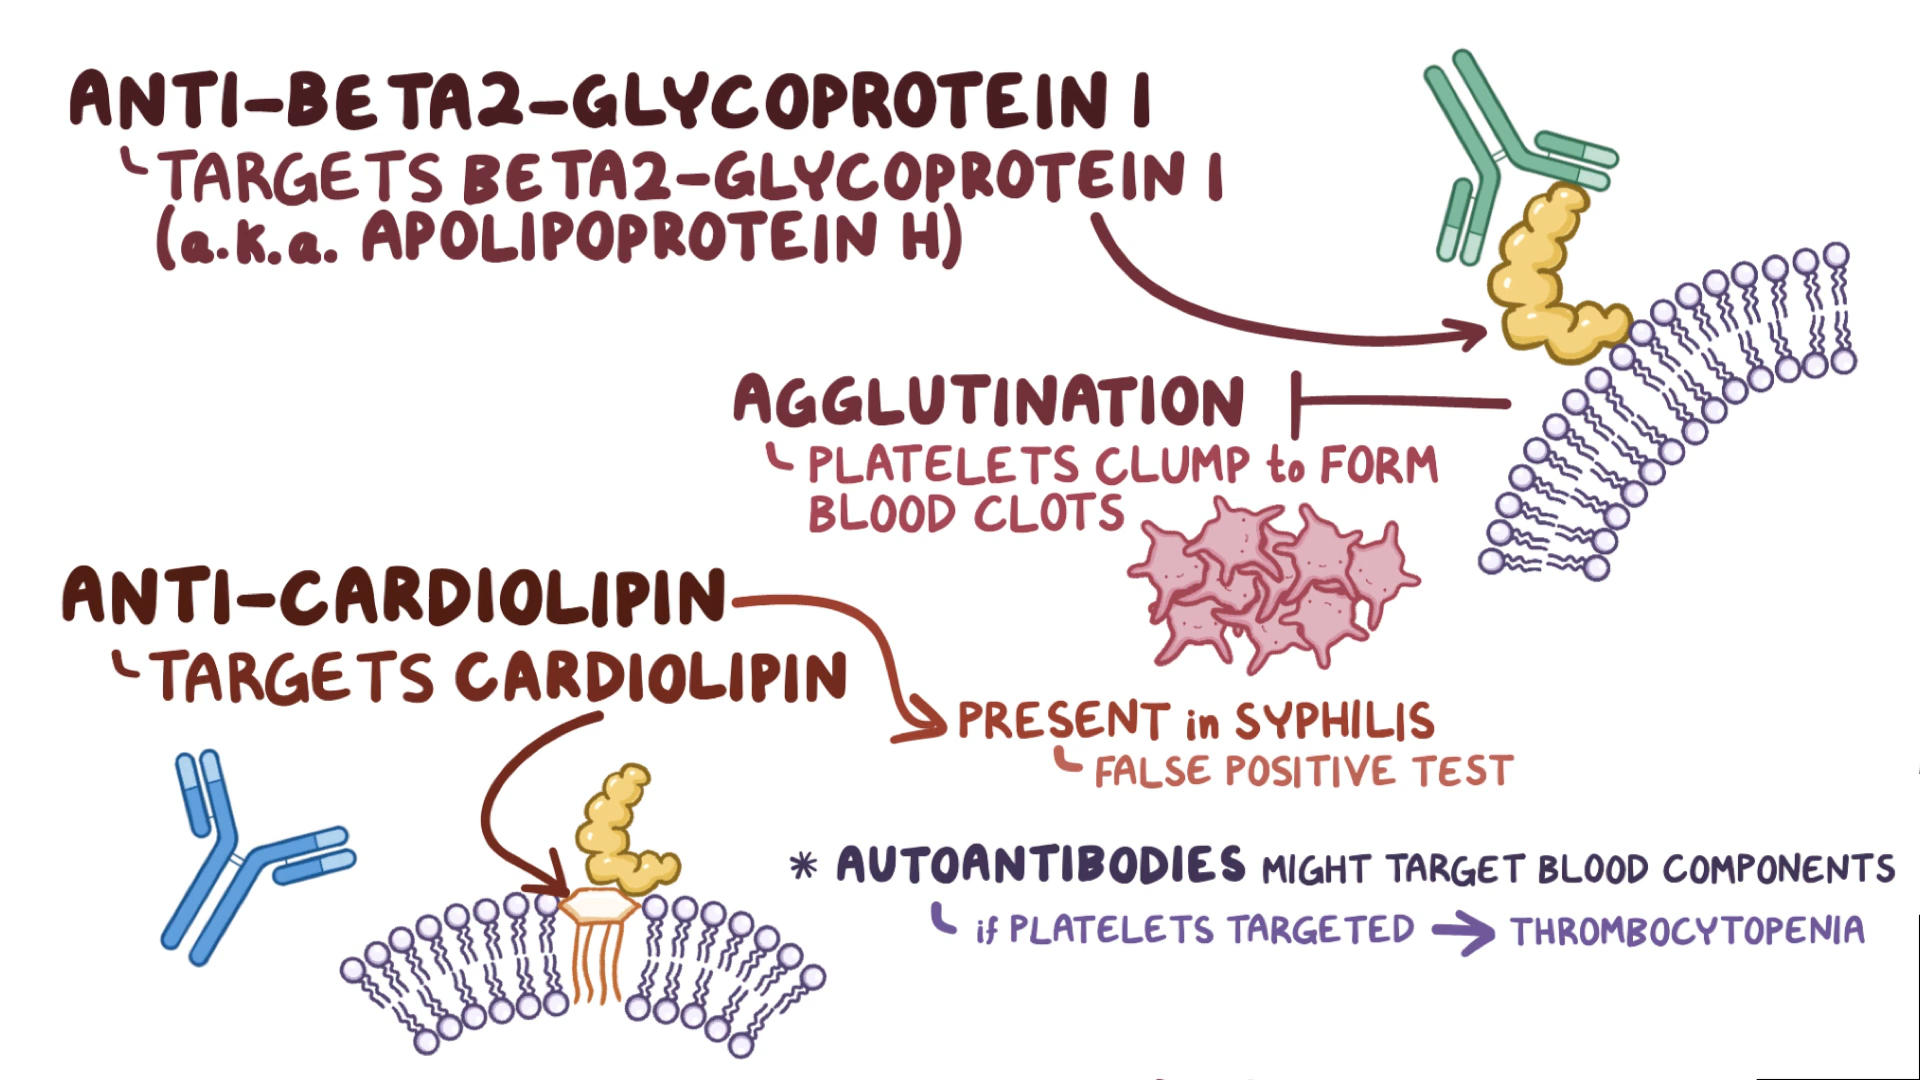 ANTI-BETA2-GLYCOPROTEIN I
TARGETS BETA2-GLYCOPROTEIN I
(a.k.a. APOLIPOPROTEIN H)
AGGLUTINATION
PLATELETS CLUMP to FORM
BLOOD CLOTS
ANTI-CARDIOLIPIN
TARGETS CARDIOLIPIN
PRESENT in SYPHILIS
FALSE POSITIVE TEST
* AUTOANTIBODIES MIGHT TARGET BLOOD COMPONENTS
if PLATELETS TARGETED → THROMBOCYTOPENIA